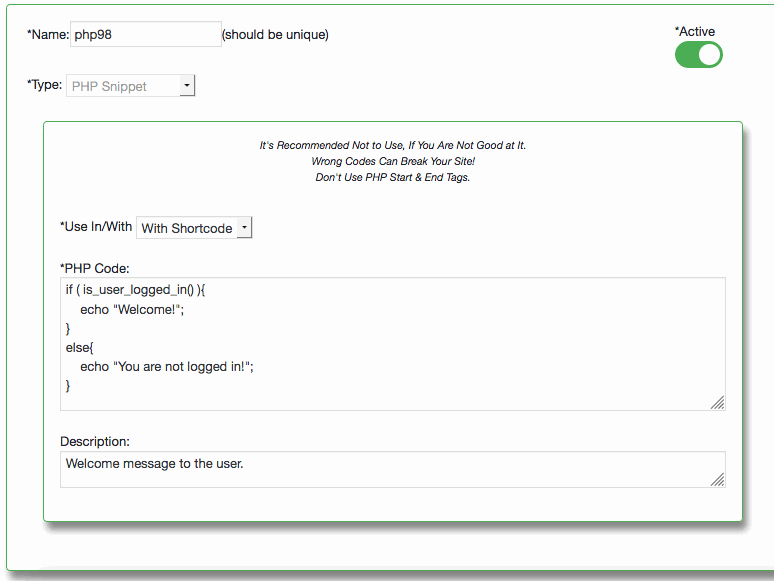 *Name: php98 (should be unique)
*Active
*Type: PHP Snippet
It's Recommended Not to Use, If You Are Not Good at It.
Wrong Codes Can Break Your Site!
Don't Use PHP Start & End Tags.
*Use In/With With Shortcode
*PHP Code:
if ( is_user_logged_in() ){
echo "Welcome!";
}
else{
echo "You are not logged in!";
}
Description:
Welcome message to the user.